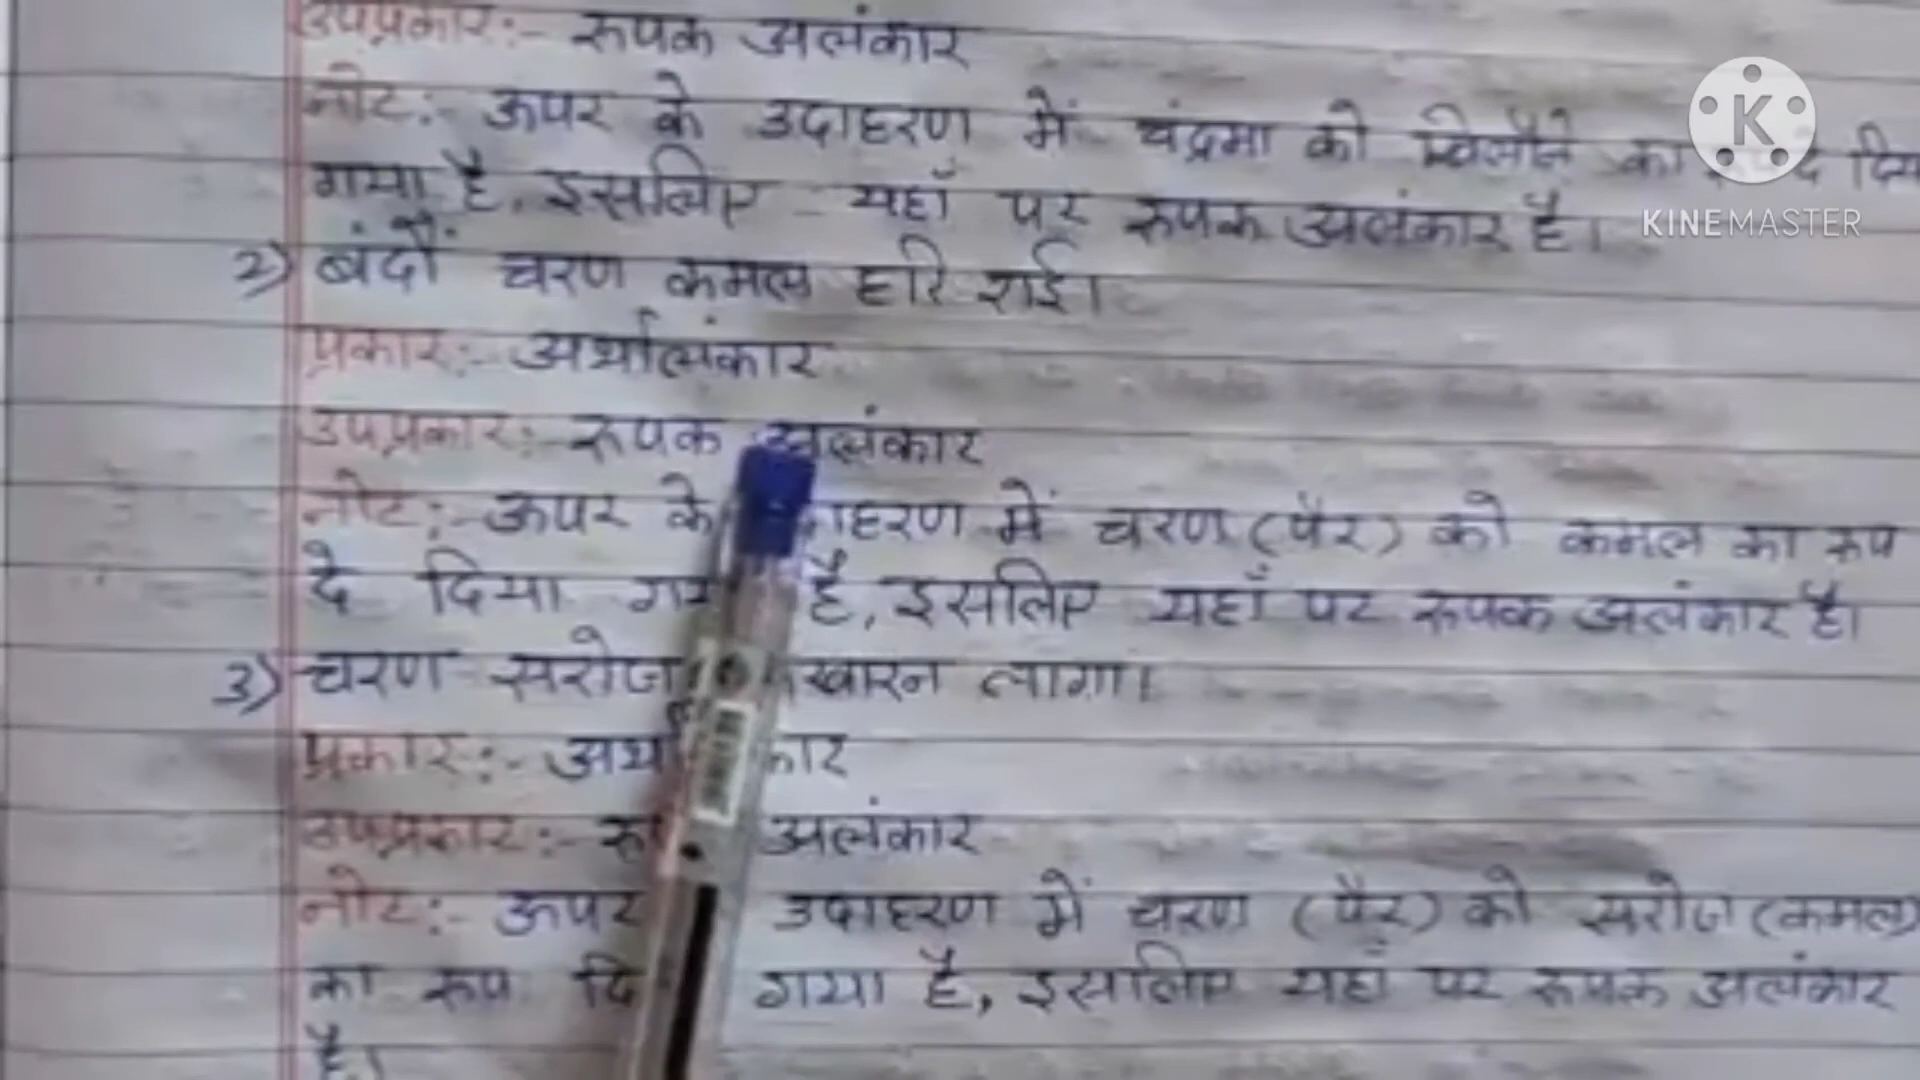 उपप्रकार:- रूपक अलंकार
नोट:- ऊपर के उदाहरण में चंद्रमा को खिलौने का
गया है, इसलिए यहाँ पर रूपक अलंकार है।
2) बंदौं चरण कमल हरि राई।
प्रकार:- अर्थालंकार
उपप्रकार:- रूपक अलंकार
नोट:- ऊपर के में चरण (पैर) को कमल का रूप
दे दिया है, इसलिए यहाँ पर रूपक अलंकार है।
3) चरण सरोज लागा।
प्रकार:-
उपप्रकार:- अलंकार
नोट:- ऊपर उदाहरण में चरण (पैर) को सरोज (कमल)
का रूप गया है, इसलिए यहाँ पर रूपक अलंकार
है।
K
KINEMASTER